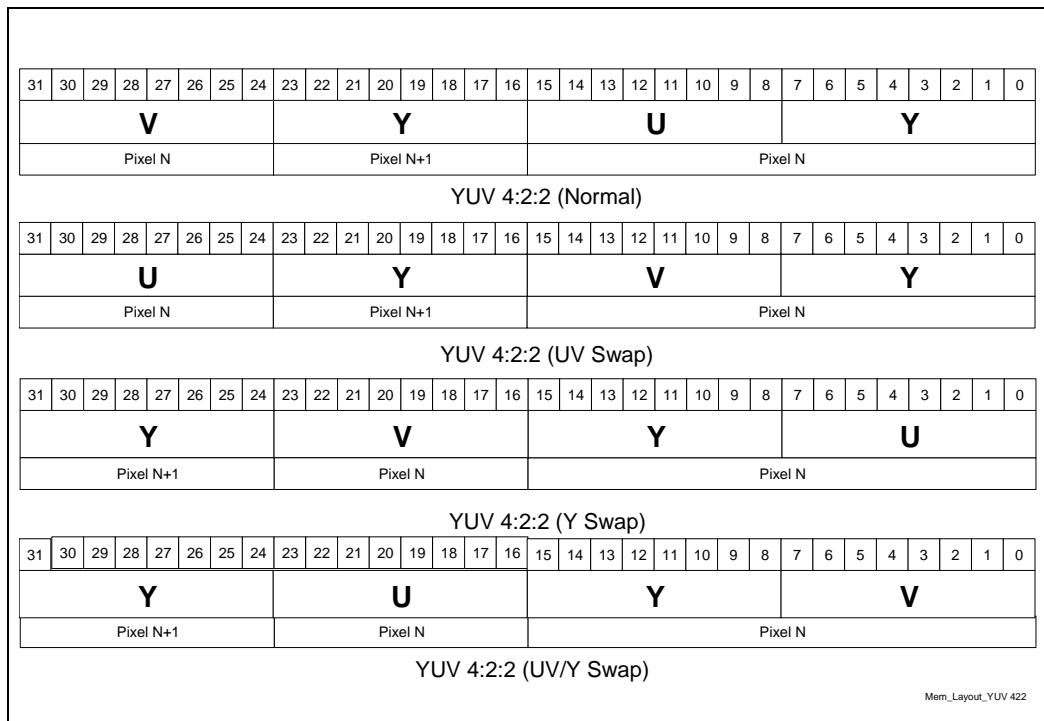 31 30 29 28 27 26 25 24 23 22 21 20 19 18 17 16 15 14 13 12 11 10 9 8 7 6 5 4 3 2 1 0
V Y U Y
Pixel N Pixel N+1 Pixel N
YUV 4:2:2 (Normal)
31 30 29 28 27 26 25 24 23 22 21 20 19 18 17 16 15 14 13 12 11 10 9 8 7 6 5 4 3 2 1 0
U Y V Y
Pixel N Pixel N+1 Pixel N
YUV 4:2:2 (UV Swap)
31 30 29 28 27 26 25 24 23 22 21 20 19 18 17 16 15 14 13 12 11 10 9 8 7 6 5 4 3 2 1 0
Y V Y U
Pixel N+1 Pixel N Pixel N
YUV 4:2:2 (Y Swap)
31 30 29 28 27 26 25 24 23 22 21 20 19 18 17 16 15 14 13 12 11 10 9 8 7 6 5 4 3 2 1 0
Y U Y V
Pixel N+1 Pixel N Pixel N
YUV 4:2:2 (UV/Y Swap)
Mem_Layout_YUV 422